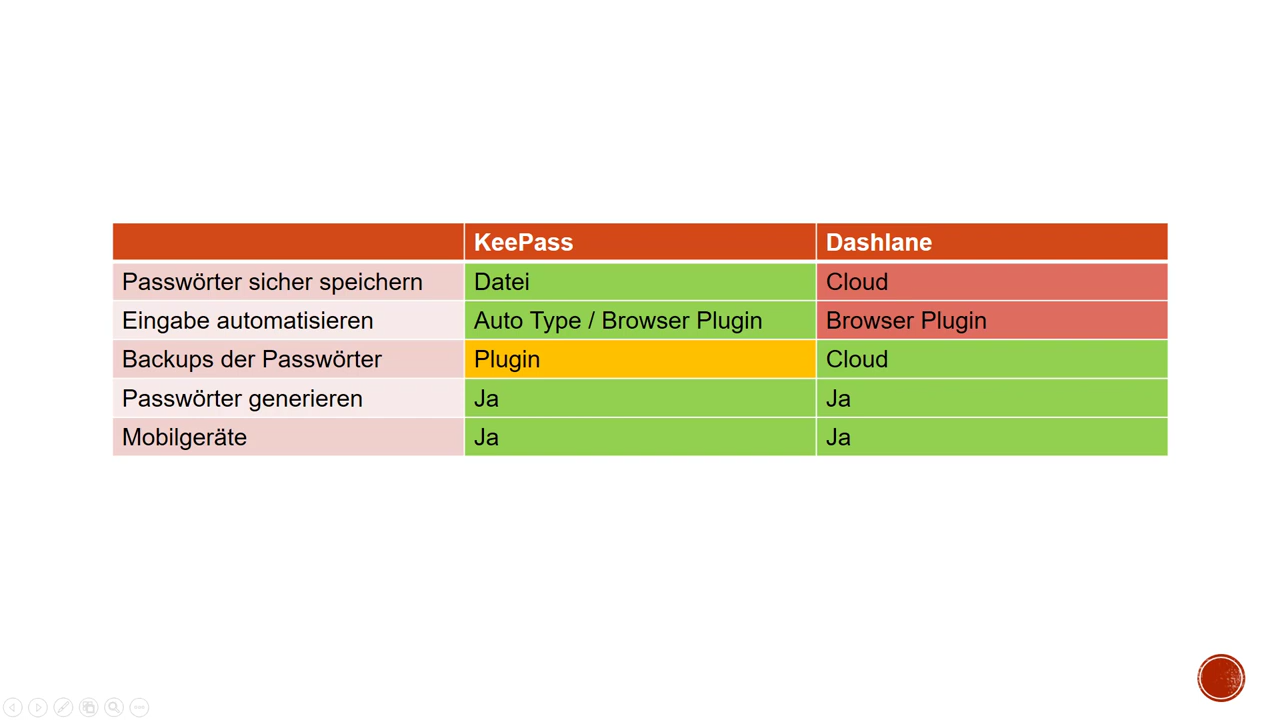 KeePass Dashlane
Passwörter sicher speichern Datei Cloud
Eingabe automatisieren Auto Type / Browser Plugin Browser Plugin
Backups der Passwörter Plugin Cloud
Passwörter generieren Ja Ja
Mobilgeräte Ja Ja